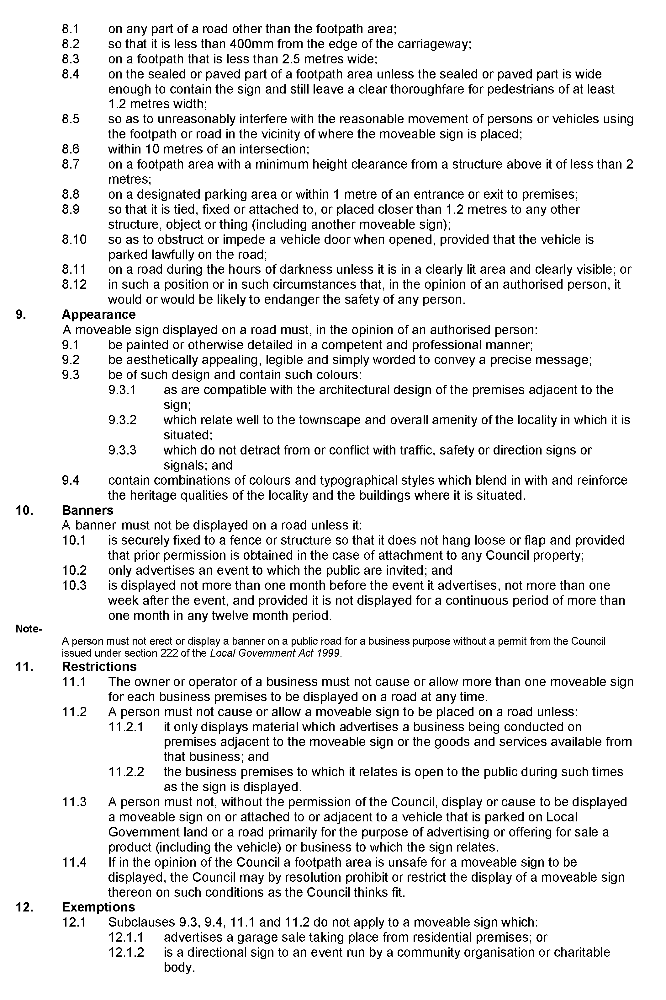 8.1 on any part of a road other than the footpath area;
8.2 so that it is less than 400mm from the edge of the carriageway;
8.3 on a footpath that is less than 2.5 metres wide;
8.4 on the sealed or paved part of a footpath area unless the sealed or paved part is wide
enough to contain the sign and still leave a clear thoroughfare for pedestrians of at least
1.2 metres width;
8.5 so as to unreasonably interfere with the reasonable movement of persons or vehicles using
the footpath or road in the vicinity of where the moveable sign is placed;
8.6 within 10 metres of an intersection;
8.7 on a footpath area with a minimum height clearance from a structure above it of less than 2
metres;
8.8 on a designated parking area or within 1 metre of an entrance or exit to premises;
8.9 so that it is tied, fixed or attached to, or placed closer than 1.2 metres to any other
structure, object or thing (including another moveable sign);
8.10 so as to obstruct or impede a vehicle door when opened, provided that the vehicle is
parked lawfully on the road;
8.11 on a road during the hours of darkness unless it is in a clearly lit area and clearly visible; or
8.12 in such a position or in such circumstances that, in the opinion of an authorised person, it
would or would be likely to endanger the safety of any person.
9. Appearance
A moveable sign displayed on a road must, in the opinion of an authorised person:
9.1 be painted or otherwise detailed in a competent and professional manner;
9.2 be aesthetically appealing, legible and simply worded to convey a precise message;
9.3 be of such design and contain such colours:
9.3.1 as are compatible with the architectural design of the premises adjacent to the
sign;
9.3.2 which relate well to the townscape and overall amenity of the locality in which it is
situated;
9.3.3 which do not detract from or conflict with traffic, safety or direction signs or
signals; and
9.4 contain combinations of colours and typographical styles which blend in with and reinforce
the heritage qualities of the locality and the buildings where it is situated.
10. Banners
A banner must not be displayed on a road unless it:
10.1 is securely fixed to a fence or structure so that it does not hang loose or flap and provided
that prior permission is obtained in the case of attachment to any Council property;
10.2 only advertises an event to which the public are invited; and
10.3 is displayed not more than one month before the event it advertises, not more than one
week after the event, and provided it is not displayed for a continuous period of more than
one month in any twelve month period.
Note-
A person must not erect or display a banner on a public road for a business purpose without a permit from the Council
issued under section 222 of the Local Government Act 1999.
11. Restrictions
11.1 The owner or operator of a business must not cause or allow more than one moveable sign
for each business premises to be displayed on a road at any time.
11.2 A person must not cause or allow a moveable sign to be placed on a road unless:
11.2.1 it only displays material which advertises a business being conducted on
premises adjacent to the moveable sign or the goods and services available from
that business; and
11.2.2 the business premises to which it relates is open to the public during such times
as the sign is displayed.
11.3 A person must not, without the permission of the Council, display or cause to be displayed
a moveable sign on or attached to or adjacent to a vehicle that is parked on Local
Government land or a road primarily for the purpose of advertising or offering for sale a
product (including the vehicle) or business to which the sign relates.
11.4 If in the opinion of the Council a footpath area is unsafe for a moveable sign to be
displayed, the Council may by resolution prohibit or restrict the display of a moveable sign
thereon on such conditions as the Council thinks fit.
12. Exemptions
12.1 Subclauses 9.3, 9.4, 11.1 and 11.2 do not apply to a moveable sign which:
12.1.1 advertises a garage sale taking place from residential premises; or
12.1.2 is a directional sign to an event run by a community organisation or charitable
body.